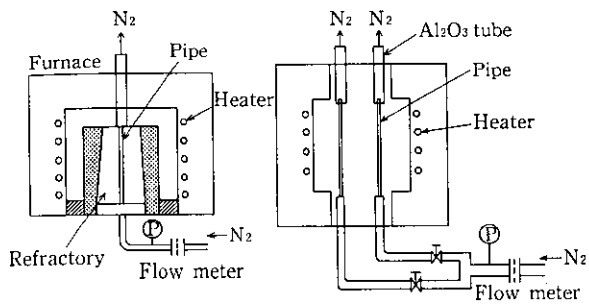 N2
Furnace
Pipe
Heater
Refractory
P
N2
Flow meter
N2
N2
Al2O3 tube
Pipe
Heater
P
N2
Flow meter